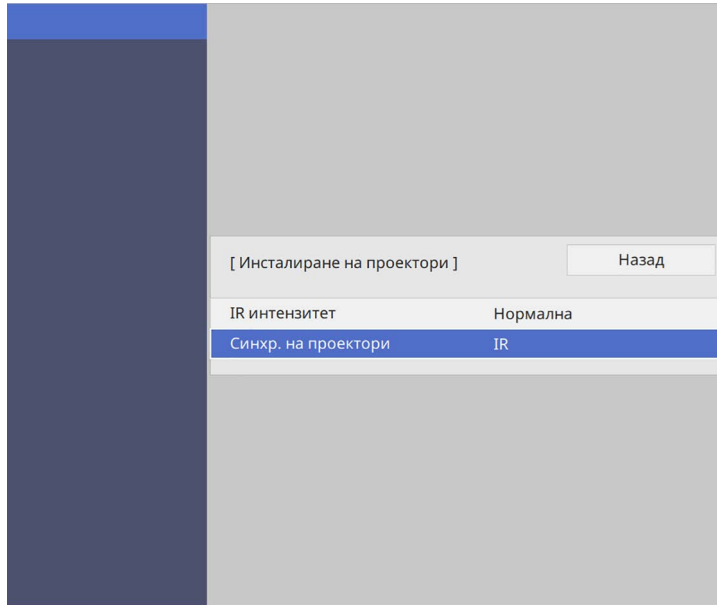 [ Инсталиране на проектори ]
Назад
IR интензитет Нормална
Синхр. на проектори IR